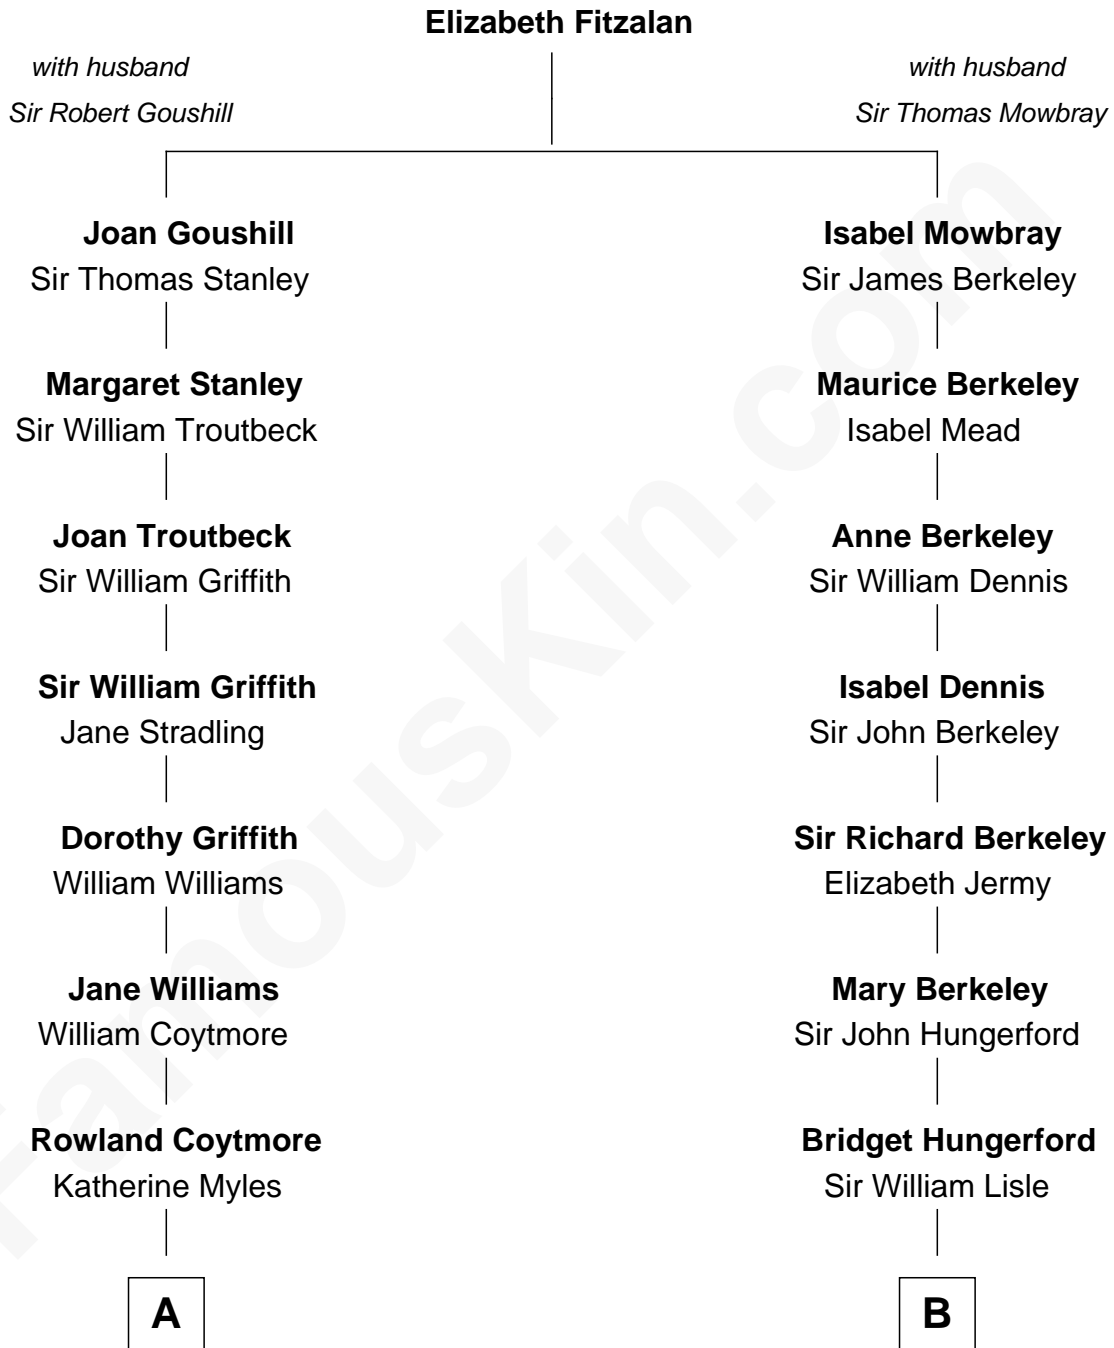 Elizabeth Fitzalan
with husband
Sir Robert Goushill
with husband
Sir Thomas Mowbray
Joan Goushill
Sir Thomas Stanley
Isabel Mowbray
Sir James Berkeley
Margaret Stanley
Sir William Troutbeck
Maurice Berkeley
Isabel Mead
Joan Troutbeck
Sir William Griffith
Anne Berkeley
Sir William Dennis
Sir William Griffith
Jane Stradling
Isabel Dennis
Sir John Berkeley
Dorothy Griffith
William Williams
Sir Richard Berkeley
Elizabeth Jermy
Jane Williams
William Coytmore
Mary Berkeley
Sir John Hungerford
Rowland Coytmore
Katherine Myles
Bridget Hungerford
Sir William Lisle
A
B
FamousKin.com